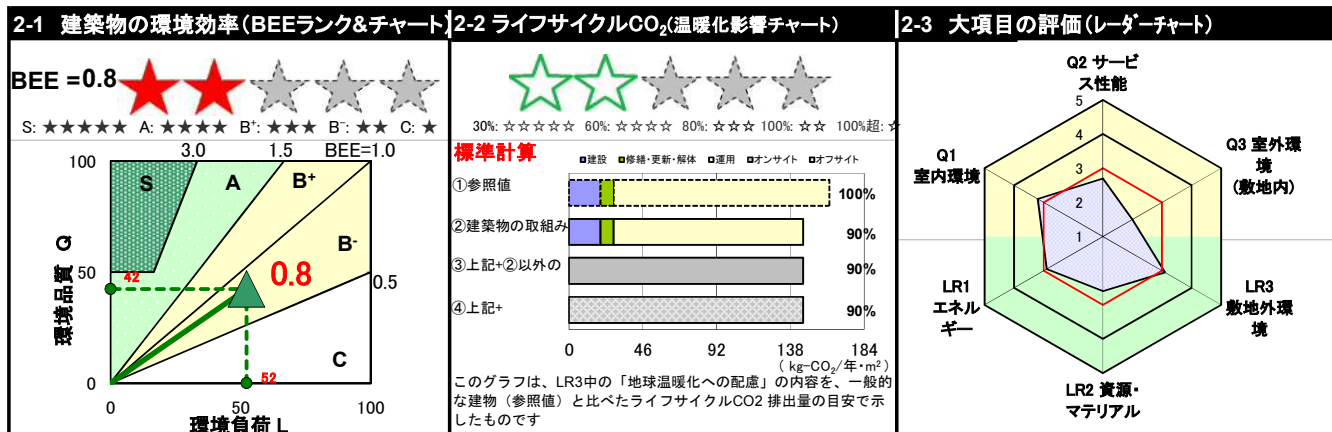 2-1 建築物の環境効率(BEEランク&チャート)
BEE = 0.8
S: ★★★★★ A: ★★★★ B⁺: ★★★ B⁻: ★★ C: ★
3.0 1.5 BEE=1.0
100
S
A
B⁺
B⁻
50
42
0.8
0.5
環境品質 Q
C
0
52
0 50 100
環境負荷 L
2-2 ライフサイクルCO₂(温暖化影響チャート)
30%: ☆☆☆☆☆ 60%: ☆☆☆☆ 80%: ☆☆☆ 100%: ☆☆ 100%超: ☆
標準計算
建設 修繕・更新・解体 運用 オンサイト オフサイト
①参照値 100%
②建築物の取組み 90%
③上記+②以外の 90%
④上記+ 90%
0 46 92 138 184
( kg-CO₂/年・m²)
このグラフは、LR3中の「地球温暖化への配慮」の内容を、一般的
な建物(参照値)と比べたライフサイクルCO2 排出量の目安で示
したものです
2-3 大項目の評価(レーダーチャート)
Q2 サービ
ス性能
5
4
3
2
1
Q1
室内環境
Q3 室外環
境
(敷地内)
LR1
エネル
ギー
LR3
敷地外環
境
LR2 資源・
マテリアル